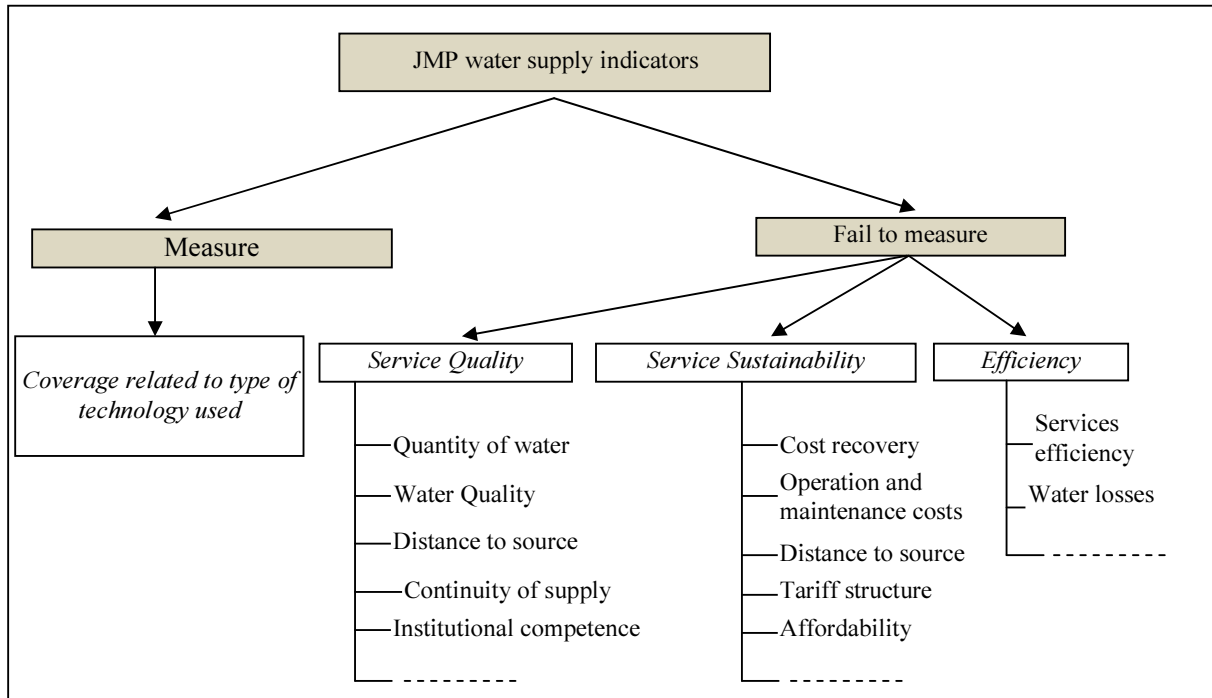 JMP water supply indicators
Measure
Fail to measure
Coverage related to type of
technology used
Service Quality
Quantity of water
Water Quality
Distance to source
Continuity of supply
Institutional competence
Service Sustainability
Cost recovery
Operation and
maintenance costs
Distance to source
Tariff structure
Affordability
Efficiency
Services
efficiency
Water losses